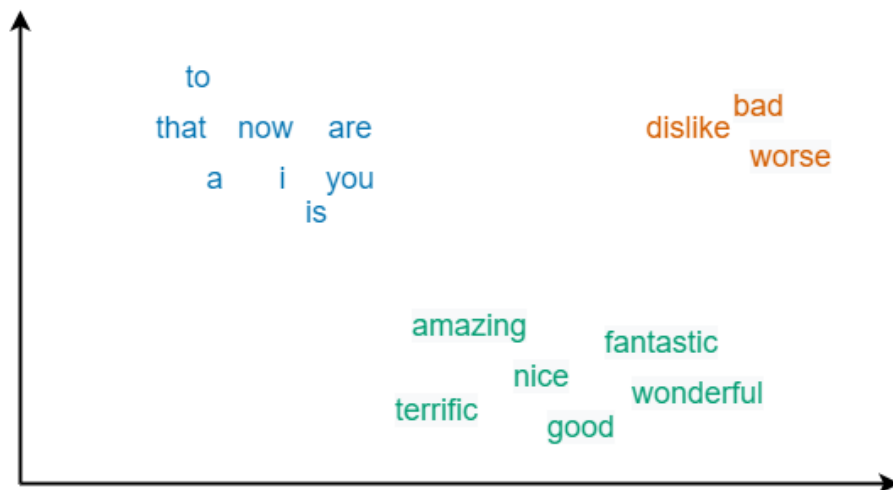 to
that now are
a i you
is
bad
dislike
worse
amazing
fantastic
nice
wonderful
terrific
good